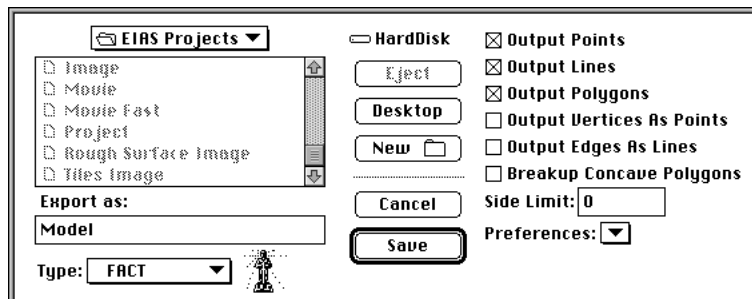 EIAS Projects
Image
Movie
Movie Fast
Project
Rough Surface Image
Tiles Image
Export as:
Model
Type: FACT
HardDisk
Eject
Desktop
New
Cancel
Save
Output Points
Output Lines
Output Polygons
Output Vertices As Points
Output Edges As Lines
Breakup Concave Polygons
Side Limit: 0
Preferences: